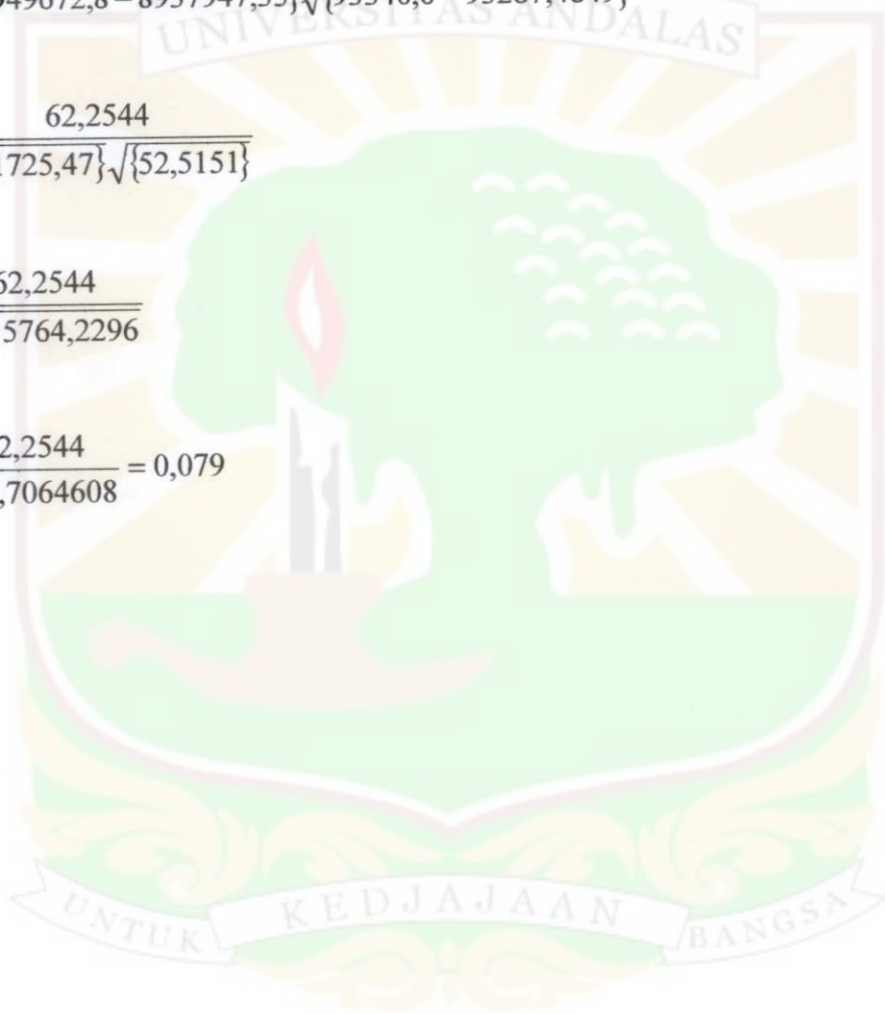 UNIVERSITAS ANDALAS
62,2544
725,47}√{52,5151}
62,2544
5764,2296
2,2544
,7064608 = 0,079
UNTUK KEDJAJAAN BANGSA